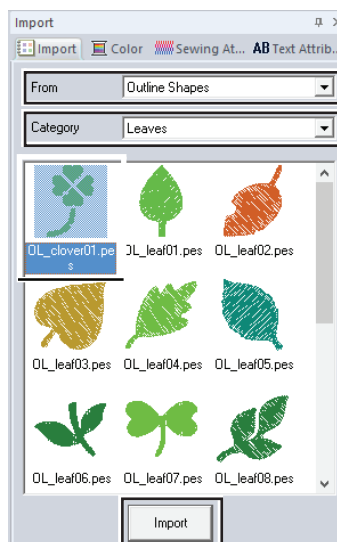 Import
Import Color Sewing At... AB Text Attrib...
From Outline Shapes
Category Leaves
OL_clover01.pe
s
OL_leaf01.pes OL_leaf02.pes
OL_leaf03.pes OL_leaf04.pes OL_leaf05.pes
OL_leaf06.pes OL_leaf07.pes OL_leaf08.pes
Import